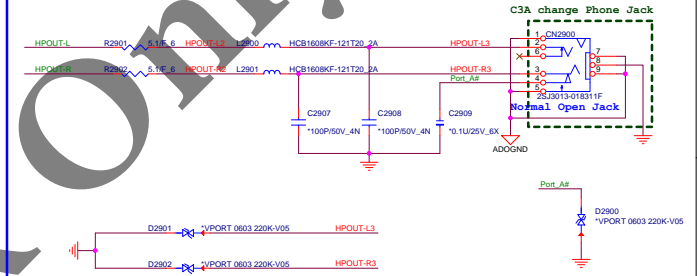 C3A change Phone Jack
CN2900
HPOUT-L R2901 5.1/F_6 HPOUT-L2 L2900 HCB1608KF-121T20_2A HPOUT-L3
HPOUT-R R2902 5.1/F_6 HPOUT-R2 L2901 HCB1608KF-121T20_2A HPOUT-R3
Port_A#
1
2
6
3
4
5
7
8
9
2SJ3013-018311F
Normal Open Jack
C2907
*100P/50V_4N
C2908
*100P/50V_4N
C2909
*0.1U/25V_6X
ADOGND
Port_A#
D2900
*VPORT 0603 220K-V05
D2901 *VPORT 0603 220K-V05 HPOUT-L3
D2902 *VPORT 0603 220K-V05 HPOUT-R3